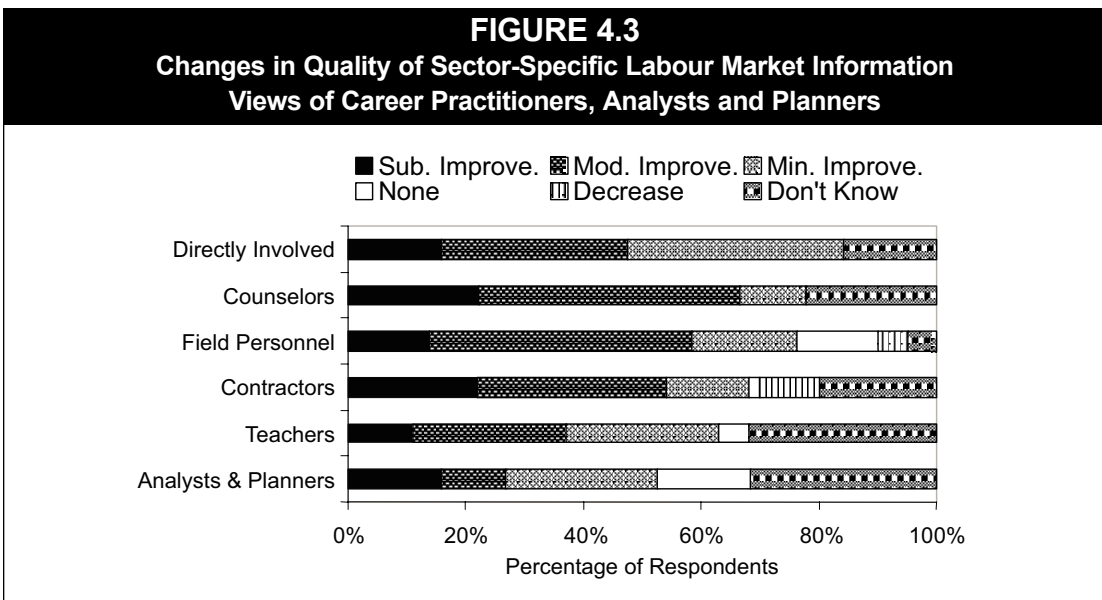 FIGURE 4.3
Changes in Quality of Sector-Specific Labour Market Information
Views of Career Practitioners, Analysts and Planners
Sub. Improve. Mod. Improve. Min. Improve.
None Decrease Don't Know
Directly Involved
Counselors
Field Personnel
Contractors
Teachers
Analysts & Planners
0% 20% 40% 60% 80% 100%
Percentage of Respondents